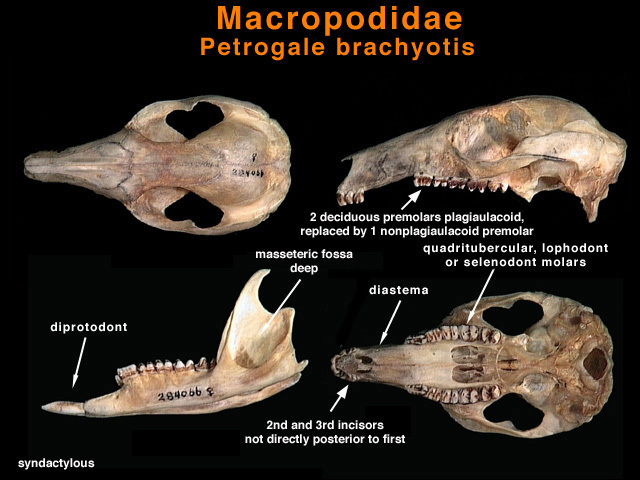 Macropodidae
Petrogale brachyotis
2 deciduous premolars plagiaulacoid,
replaced by 1 nonplagiaulacoid premolar
masseteric fossa
deep
quadritubercular, lophodont
or selenodont molars
diastema
diprotodont
284066 ♀
2nd and 3rd incisors
not directly posterior to first
syndactylous